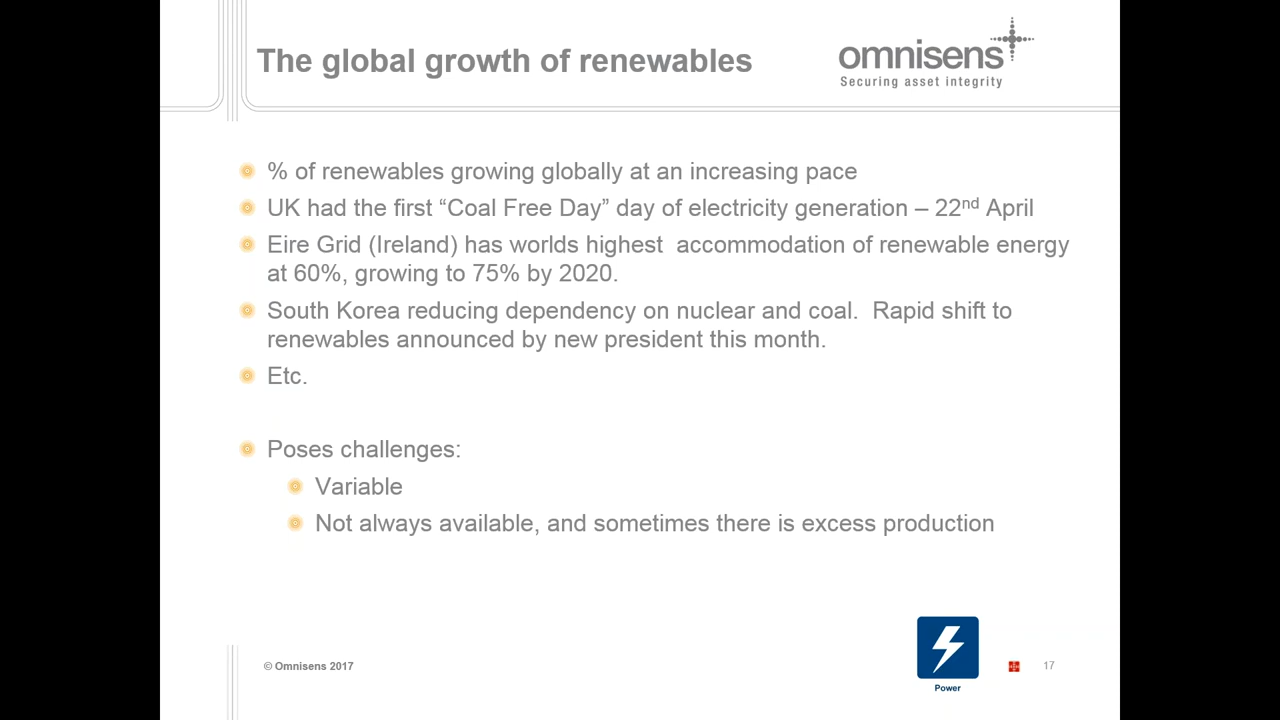 The global growth of renewables
omnisens
Securing asset integrity
% of renewables growing globally at an increasing pace
UK had the first “Coal Free Day” day of electricity generation – 22nd April
Eire Grid (Ireland) has worlds highest  accommodation of renewable energy
at 60%, growing to 75% by 2020.
South Korea reducing dependency on nuclear and coal.  Rapid shift to
renewables announced by new president this month.
Etc.
Poses challenges:
Variable
Not always available, and sometimes there is excess production
© Omnisens 2017
Power
17